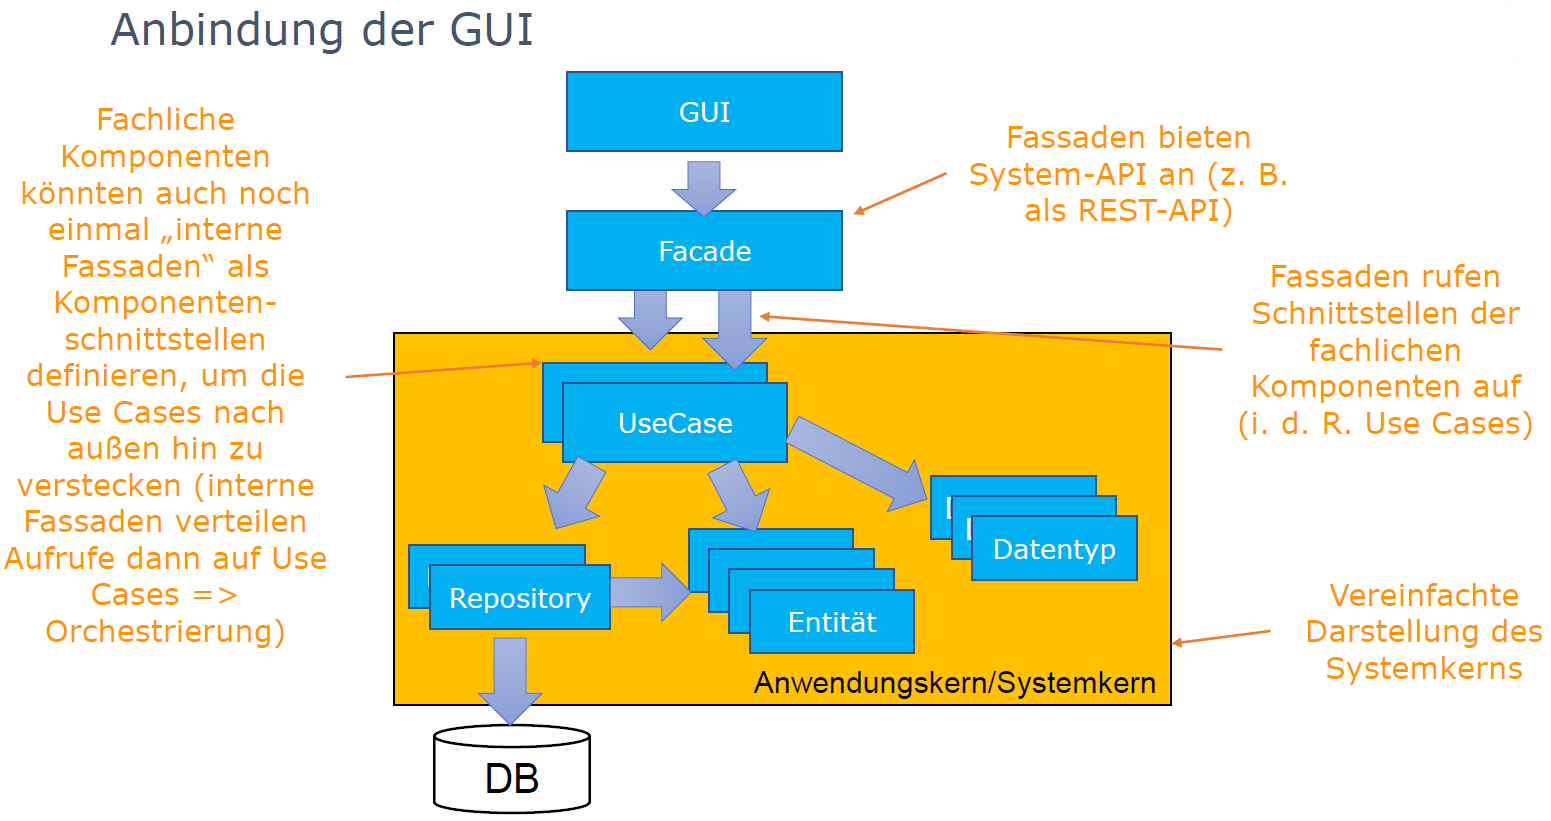 Anbindung der GUI
Fachliche
Komponenten
könnten auch noch
einmal „interne
Fassaden“ als
Komponenten-
schnittstellen
definieren, um die
Use Cases nach
außen hin zu
verstecken (interne
Fassaden verteilen
Aufrufe dann auf Use
Cases =>
Orchestrierung)
GUI
Facade
Fassaden bieten
System-API an (z. B.
als REST-API)
Fassaden rufen
Schnittstellen der
fachlichen
Komponenten auf
(i. d. R. Use Cases)
UseCase
Datentyp
Repository
Entität
Anwendungskern/Systemkern
Vereinfachte
Darstellung des
Systemkerns
DB